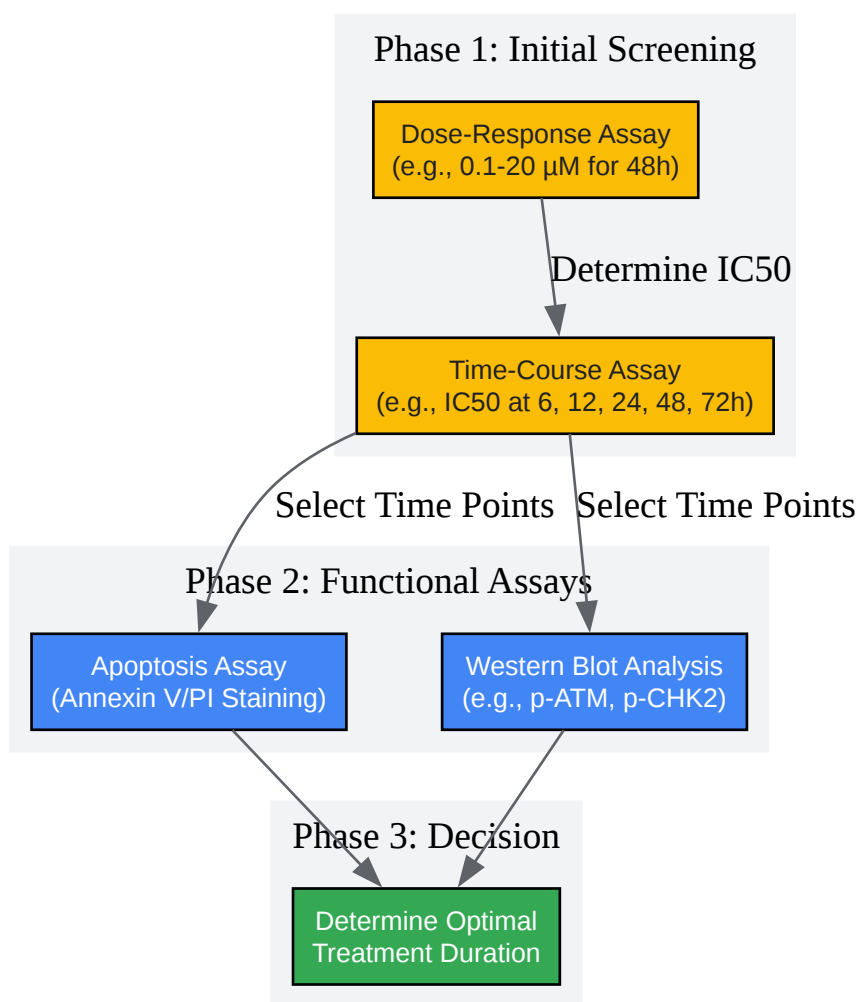 Phase 1: Initial Screening
Dose-Response Assay
(e.g., 0.1-20 µM for 48h)
Determine IC50
Time-Course Assay
(e.g., IC50 at 6, 12, 24, 48, 72h)
Select Time Points
Select Time Points
Phase 2: Functional Assays
Apoptosis Assay
(Annexin V/PI Staining)
Western Blot Analysis
(e.g., p-ATM, p-CHK2)
Phase 3: Decision
Determine Optimal
Treatment Duration